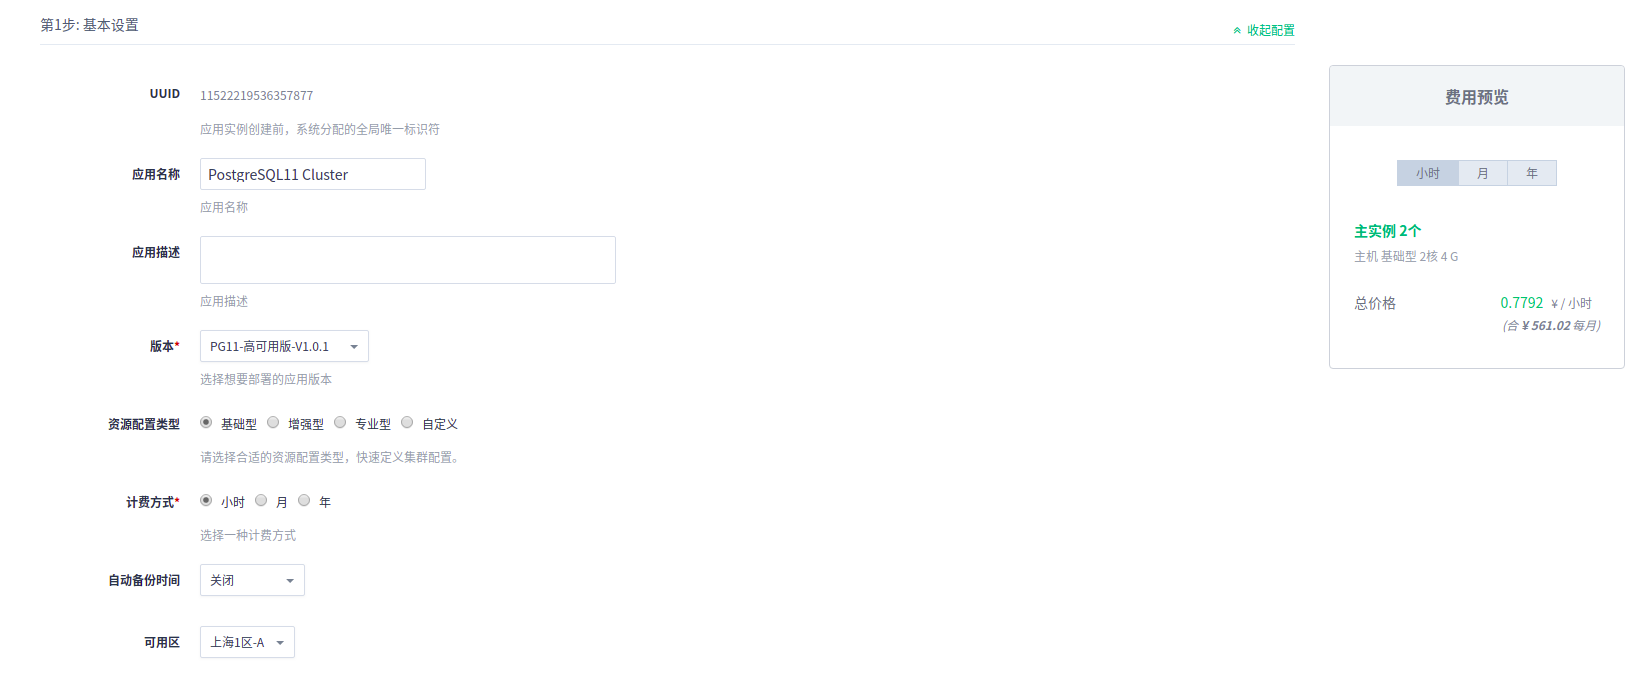 第1步: 基本设置
收起配置
UUID 11522219536357877
应用实例创建前，系统分配的全局唯一标识符
应用名称 PostgreSQL11 Cluster
应用名称
应用描述
应用描述
版本* PG11-高可用版-V1.0.1
选择想要部署的应用版本
资源配置类型 基础型 增强型 专业型 自定义
请选择合适的资源配置类型，快速定义集群配置。
计费方式* 小时 月 年
选择一种计费方式
自动备份时间 关闭
可用区 上海1区-A
费用预览
小时 月 年
主实例 2个
主机 基础型 2核 4 G
总价格 0.7792 ¥ / 小时
(合 ¥ 561.02 每月)